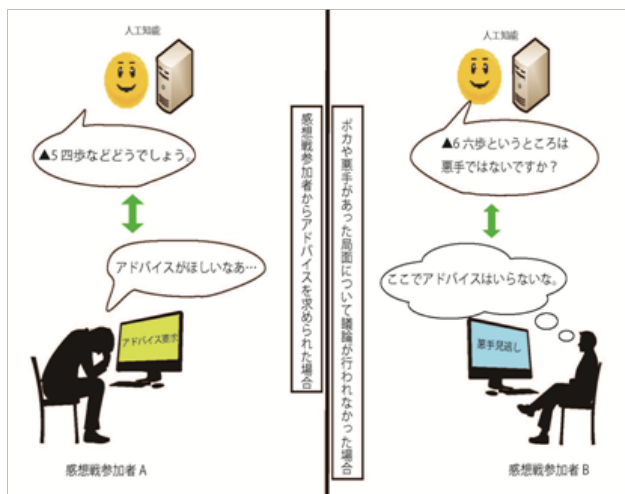 人工知能
▲5四歩などどうでしょう。
アドバイスがほしいなあ…
アドバイス要求
感想戦参加者A
感想戦参加者からアドバイスを求められた場合
ポカや悪手があった局面について議論が行われなかった場合
人工知能
▲6六歩というところは
悪手ではないですか？
ここでアドバイスはいらないな。
悪手見逃し
感想戦参加者B